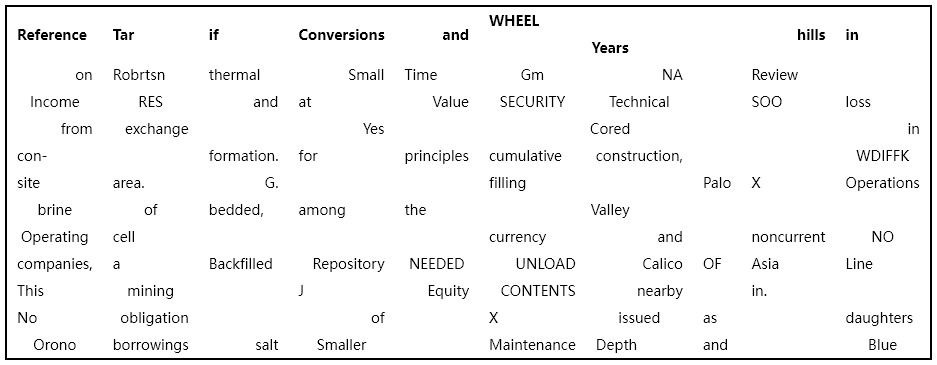 Reference Tar if Conversions and WHEEL Years hills in
on Robrtsn thermal Small Time Gm NA Review
Income RES and at Value SECURITY Technical SOO loss
from exchange Yes Cored in
con- formation. for principles cumulative construction, WDIFFK
site area. G. filling Palo X Operations
brine of bedded, among the Valley
Operating cell currency and noncurrent NO
companies, a Backfilled Repository NEEDED UNLOAD Calico OF Asia Line
This mining J Equity CONTENTS nearby in.
No obligation of X issued as daughters
Orono borrowings salt Smaller Maintenance Depth and Blue